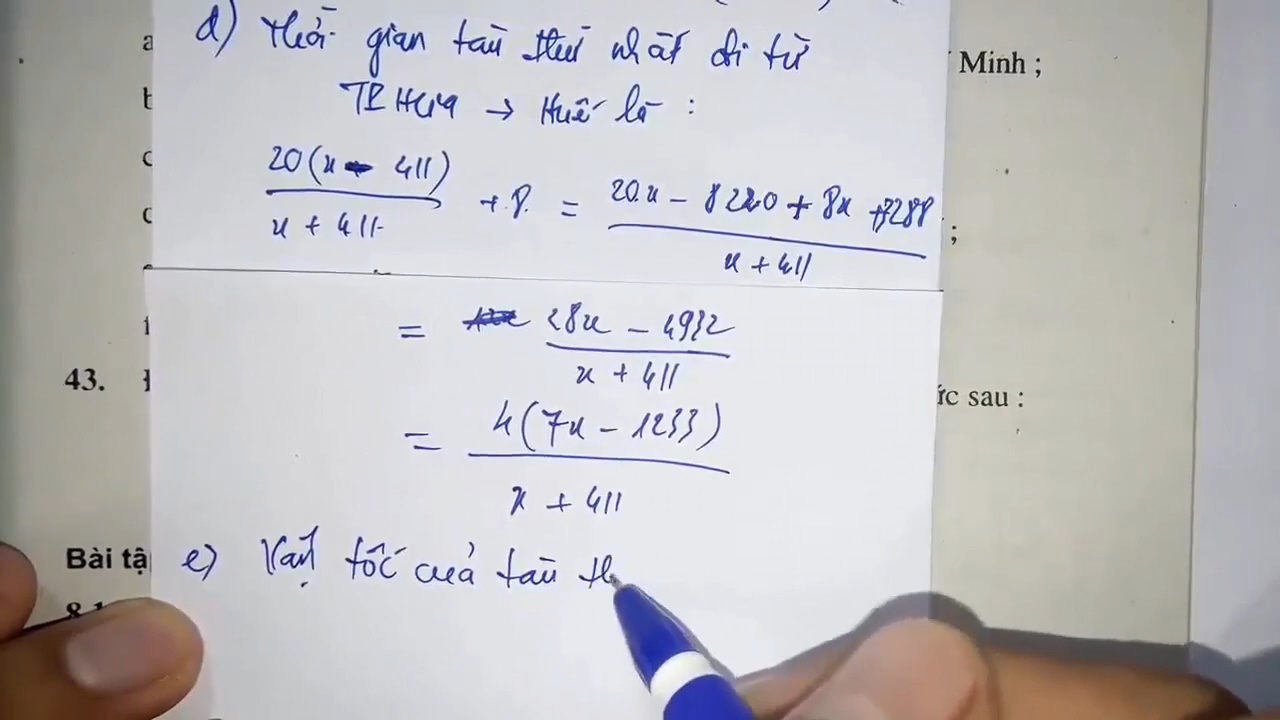 d) thời gian tàu thứ nhất đi từ
TP HCM → Huế là :
20(x - 411) / x + 411 + 8 = 20x - 8220 + 8x + 3288 / x + 411
= 28x - 4932 / x + 411
= 4(7x - 1233) / x + 411
e) Vận tốc của tàu th
Minh ;
;
43.
ức sau :
Bài tậ
8.1